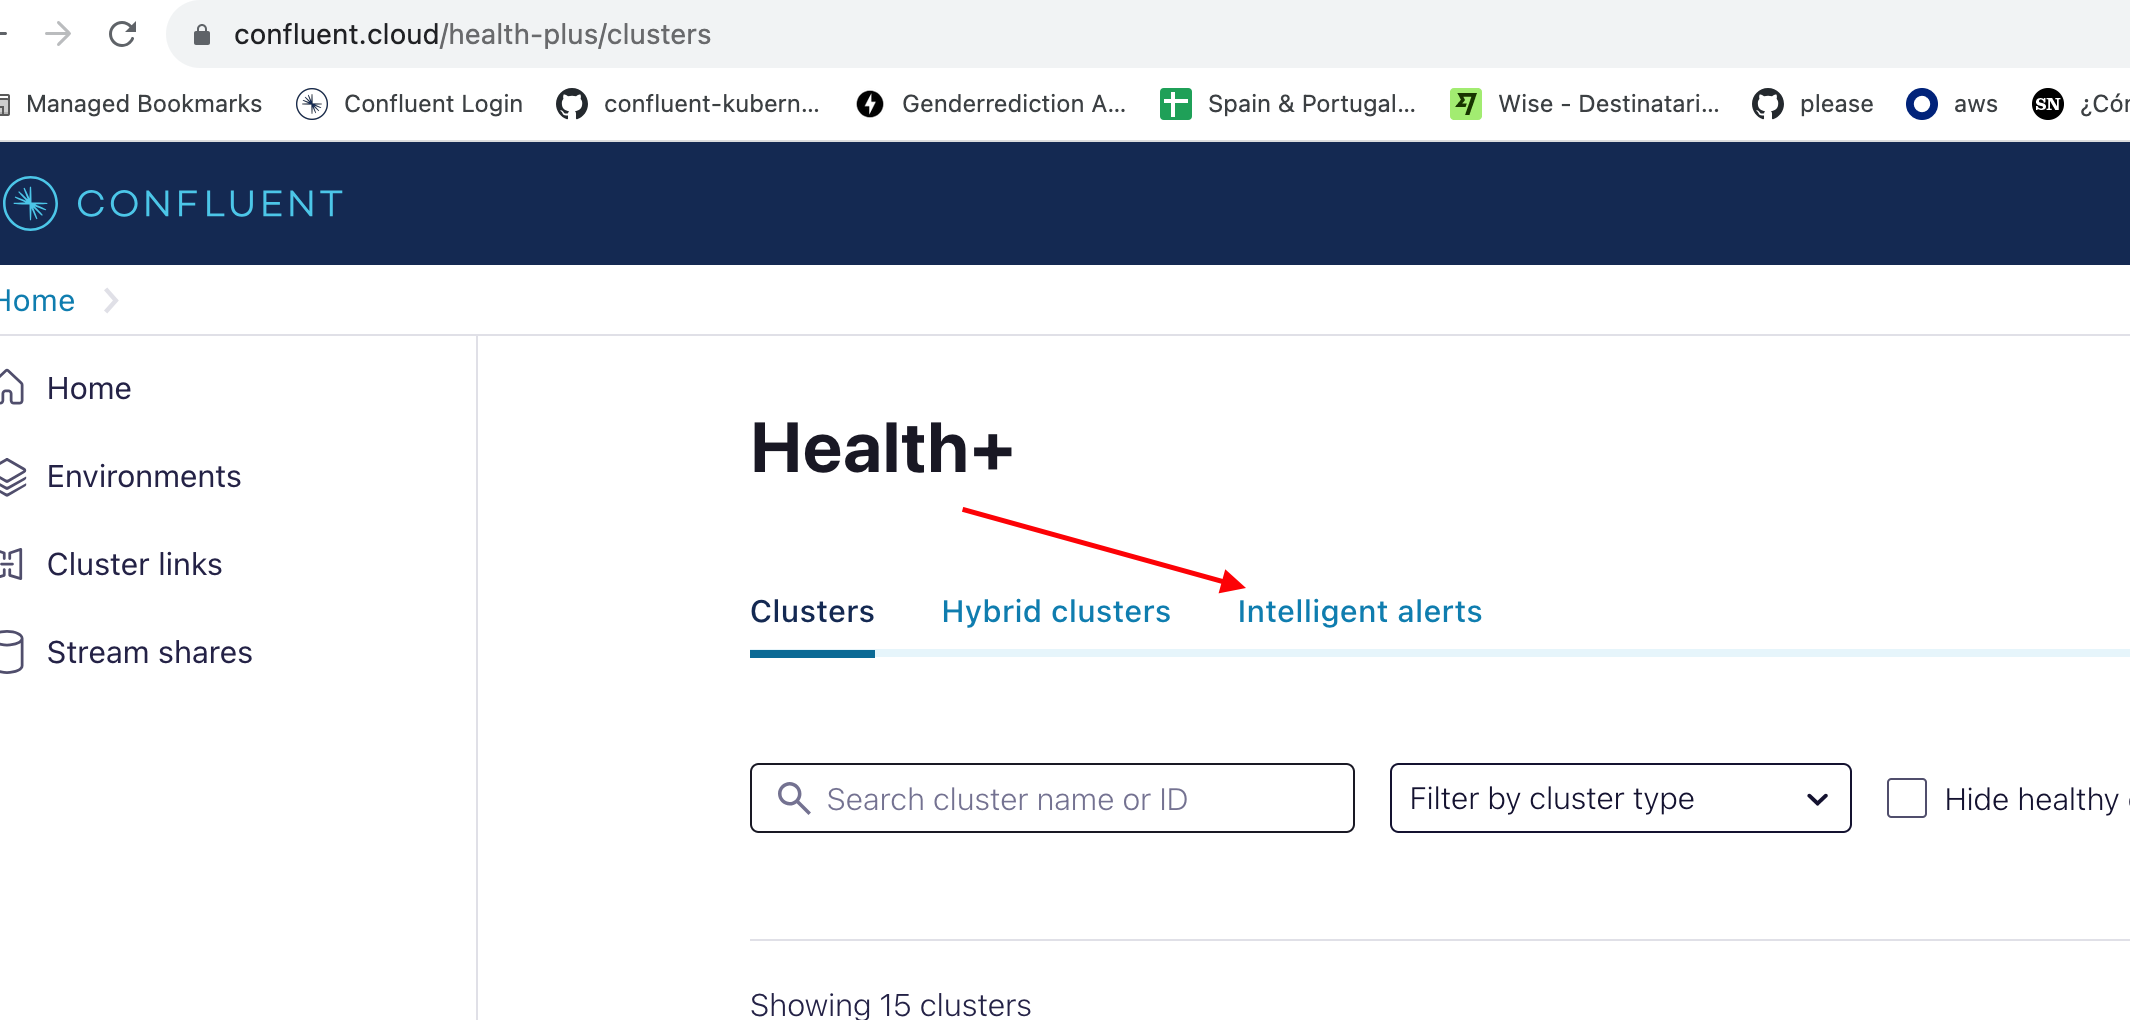 confluent.cloud/health-plus/clusters
Managed Bookmarks Confluent Login confluent-kubern... Genderrediction A... Spain & Portugal... Wise - Destinatari... please aws SN ¿Cór
CONFLUENT
Home
Home
Environments
Cluster links
Stream shares
Health+
Clusters Hybrid clusters Intelligent alerts
Search cluster name or ID Filter by cluster type Hide healthy
Showing 15 clusters